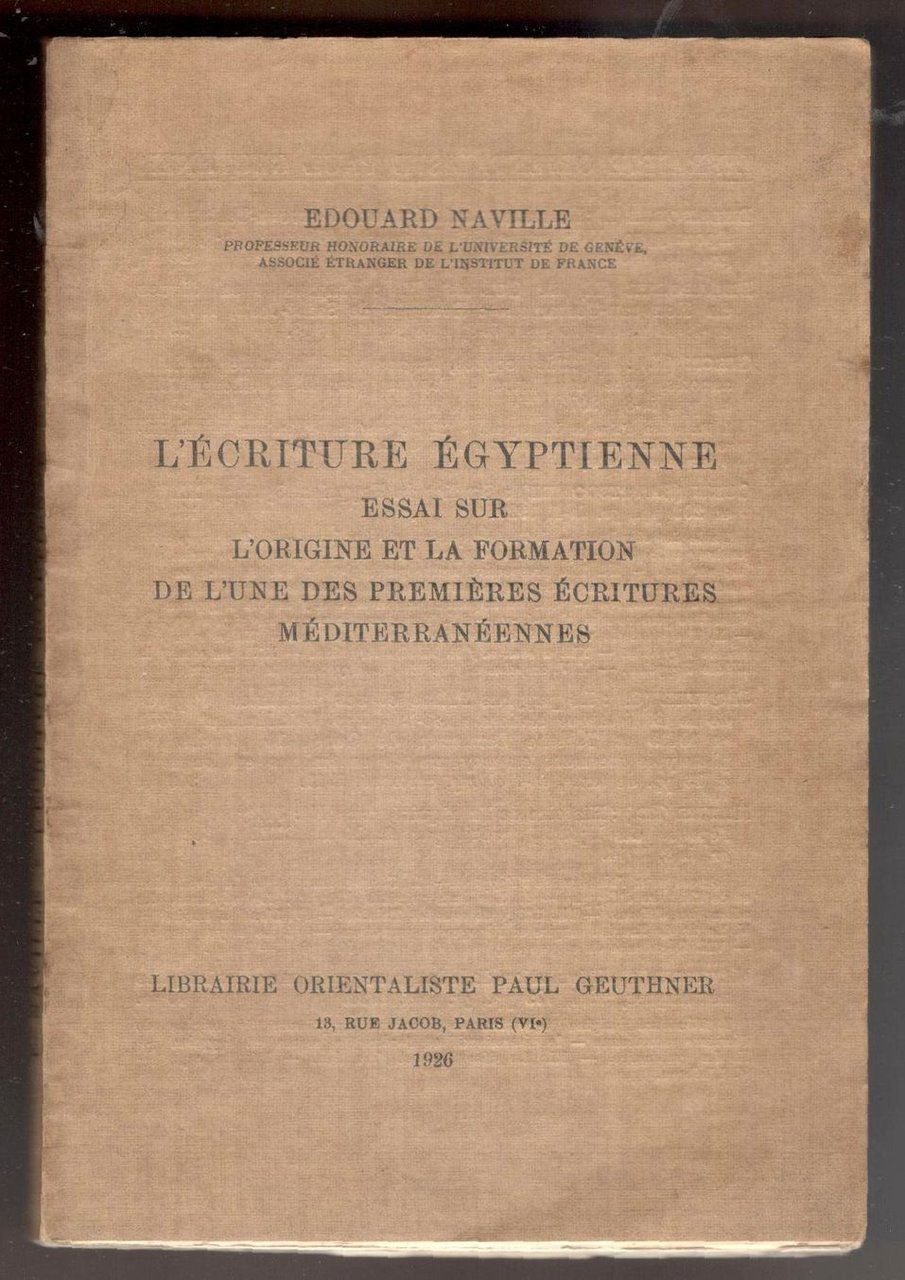 EDOUARD NAVILLE
PROFESSEUR HONORAIRE DE L'UNIVERSITÉ DE GENÈVE,
ASSOCIÉ ÉTRANGER DE L'INSTITUT DE FRANCE
L'ÉCRITURE ÉGYPTIENNE
ESSAI SUR
L'ORIGINE ET LA FORMATION
DE L'UNE DES PREMIÈRES ÉCRITURES
MÉDITERRANÉENNES
LIBRAIRIE ORIENTALISTE PAUL GEUTHNER
13, RUE JACOB, PARIS (VIe)
1926